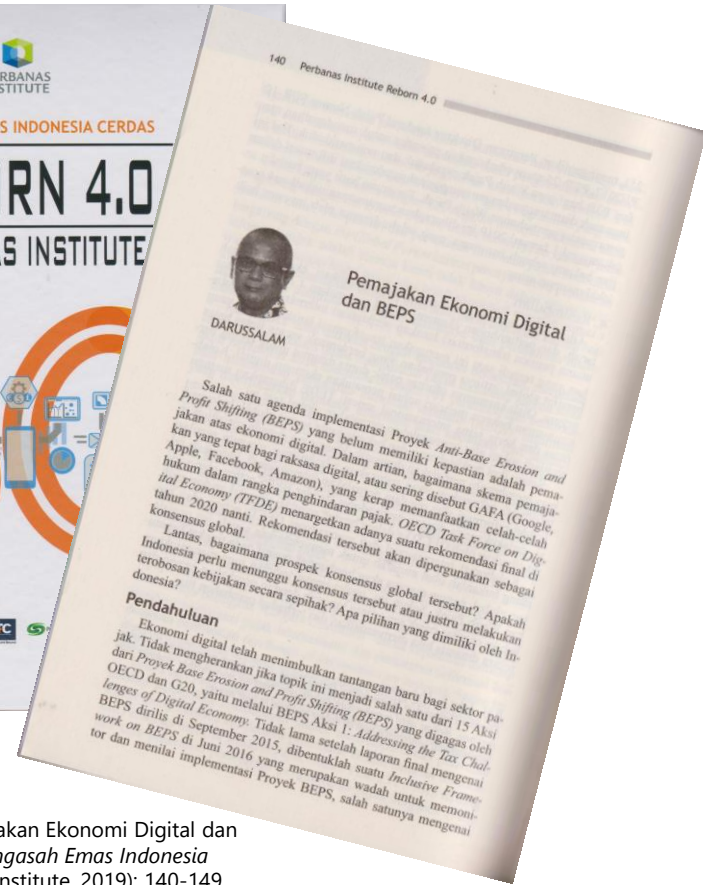 RBANAS
STITUTE
S INDONESIA CERDAS
RN 4.0
S INSTITUTE
140 Perbanas Institute Reborn 4.0
DARUSSALAM
Pemajakan Ekonomi Digital
dan BEPS
Salah satu agenda implementasi Proyek Anti-Base Erosion and
Profit Shifting (BEPS) yang belum memiliki kepastian adalah pema-
jakan atas ekonomi digital. Dalam artian, bagaimana skema pemaja-
kan yang tepat bagi raksasa digital, atau sering disebut GAFA (Google,
Apple, Facebook, Amazon), yang kerap memanfaatkan celah-celah
hukum dalam rangka penghindaran pajak. OECD Task Force on Dig-
ital Economy (TFDE) menargetkan adanya suatu rekomendasi final di
tahun 2020 nanti. Rekomendasi tersebut akan dipergunakan sebagai
konsensus global.
Lantas, bagaimana prospek konsensus global tersebut? Apakah
Indonesia perlu menunggu konsensus tersebut atau justru melakukan
terobosan kebijakan secara sepihak? Apa pilihan yang dimiliki oleh In-
donesia?
Pendahuluan
Ekonomi digital telah menimbulkan tantangan baru bagi sektor pa-
jak. Tidak mengherankan jika topik ini menjadi salah satu dari 15 Aksi
dari Proyek Base Erosion and Profit Shifting (BEPS) yang digagas oleh
OECD dan G20, yaitu melalui BEPS Aksi 1: Addressing the Tax Chal-
lenges of Digital Economy. Tidak lama setelah laporan final mengenai
BEPS dirilis di September 2015, dibentuklah suatu Inclusive Frame-
work on BEPS di Juni 2016 yang merupakan wadah untuk memoni-
tor dan menilai implementasi Proyek BEPS, salah satunya mengenai
akan Ekonomi Digital dan
ngasah Emas Indonesia
nstitute, 2019): 140-149